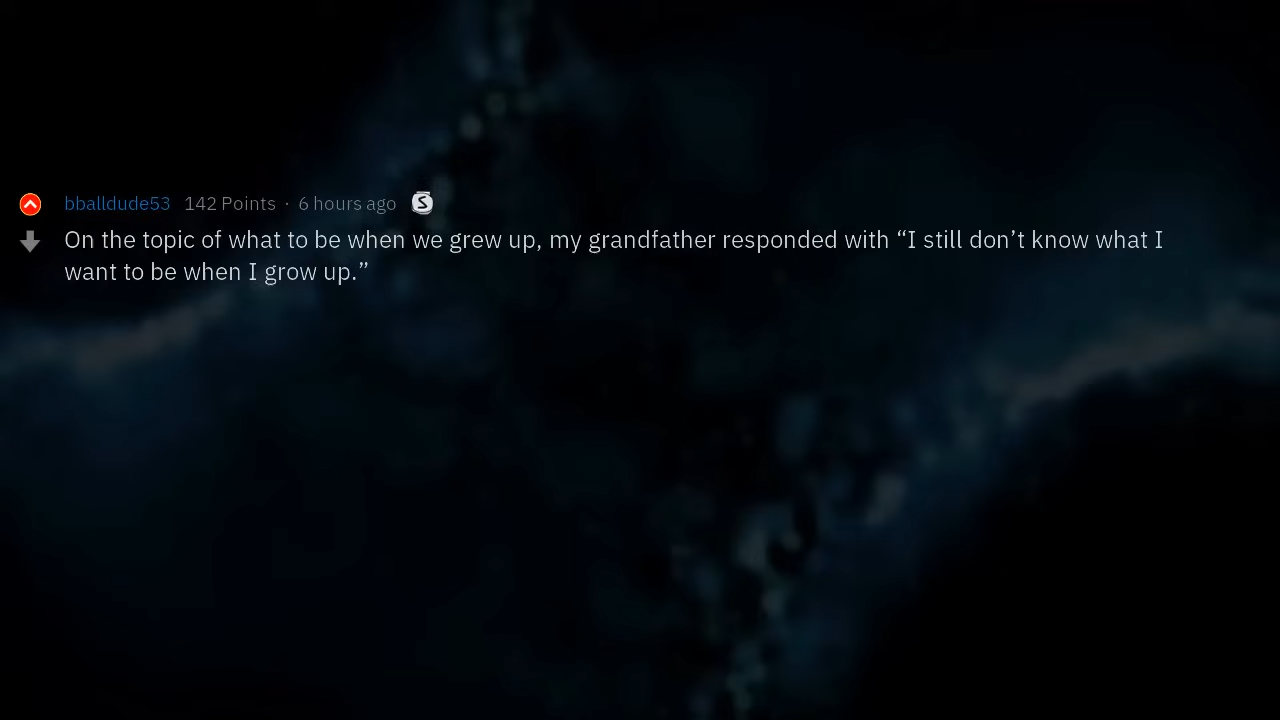 bballdude53 142 Points · 6 hours ago S
On the topic of what to be when we grew up, my grandfather responded with “I still don’t know what I
want to be when I grow up.”